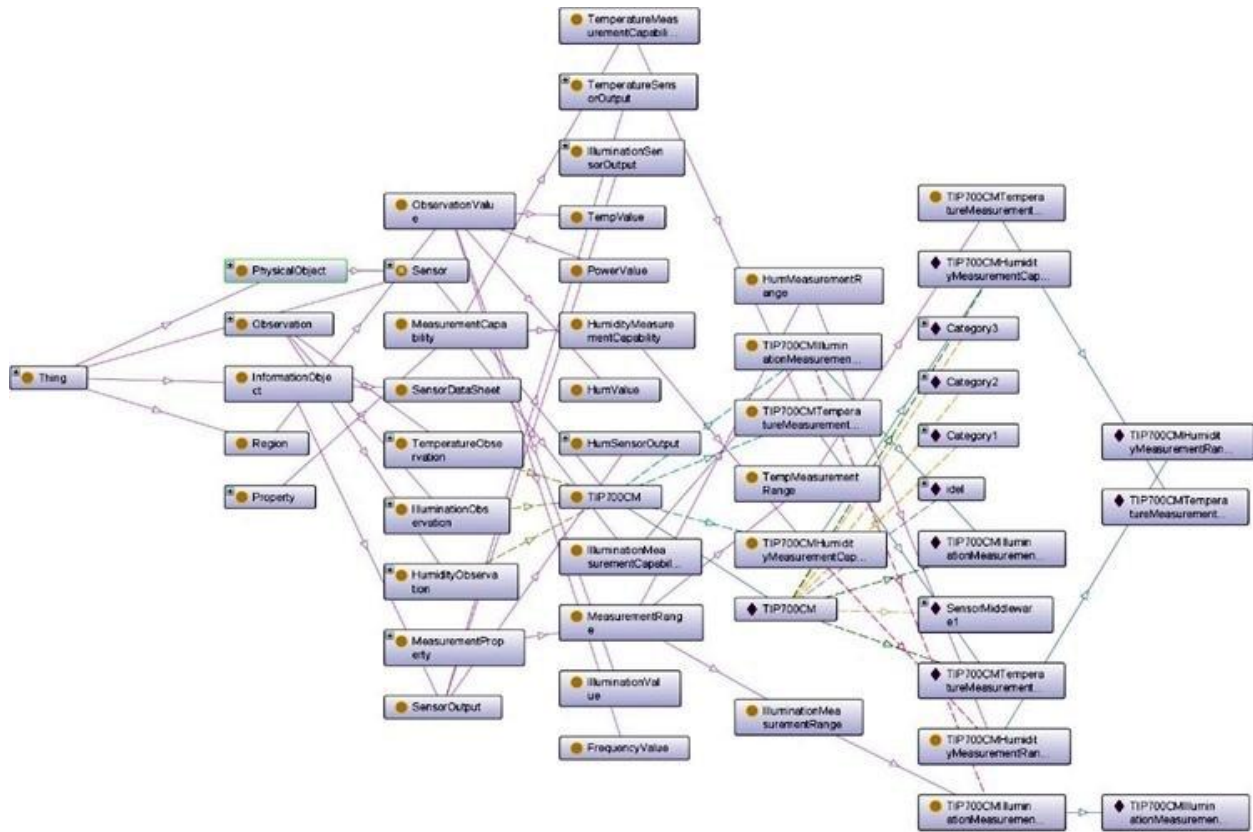 Thing
PhysicalObject
Observation
InformationObj
ect
Region
Property
ObservationValu
e
Sensor
MeasurementCapa
bility
SensorDataSheet
TemperatureObse
rvation
IlluminationObs
ervation
HumidityObserva
tion
MeasurementProp
erty
SensorOutput
TemperatureMeas
urementCapabili...
TemperatureSens
orOutput
IlluminationSen
sorOutput
TempValue
PowerValue
HumidityMeasure
mentCapability
HumValue
HumSensorOutput
TIP700CM
IlluminationMea
surementCapabil...
MeasurementRang
e
IlluminationVal
ue
FrequencyValue
HumMeasurementR
ange
TIP700CMIllumin
ationMeasuremen...
TIP700CMTempera
tureMeasurement...
TempMeasurement
Range
TIP700CMHumidit
yMeasurementCap...
TIP700CM
IlluminationMea
surementRange
TIP700CMTempera
tureMeasurement...
TIP700CMHumidit
yMeasurementCap...
Category3
Category2
Category1
idel
TIP700CMIllumin
ationMeasuremen...
SensorMiddlewar
e1
TIP700CMTempera
tureMeasurement...
TIP700CMHumidit
yMeasurementRan...
TIP700CMIllumin
ationMeasuremen...
TIP700CMHumidit
yMeasurementRan...
TIP700CMTempera
tureMeasurement...
TIP700CMIllumin
ationMeasuremen...